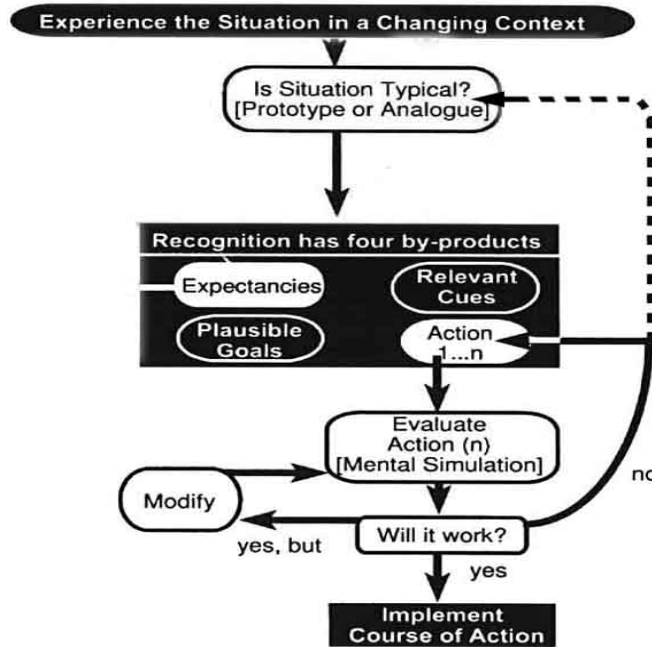 Experience the Situation in a Changing Context
Is Situation Typical?
[Prototype or Analogue]
Recognition has four by-products
Expectancies
Relevant
Cues
Plausible
Goals
Action
1...n
Evaluate
Action (n)
[Mental Simulation]
Modify
no
Will it work?
yes, but
yes
Implement
Course of Action